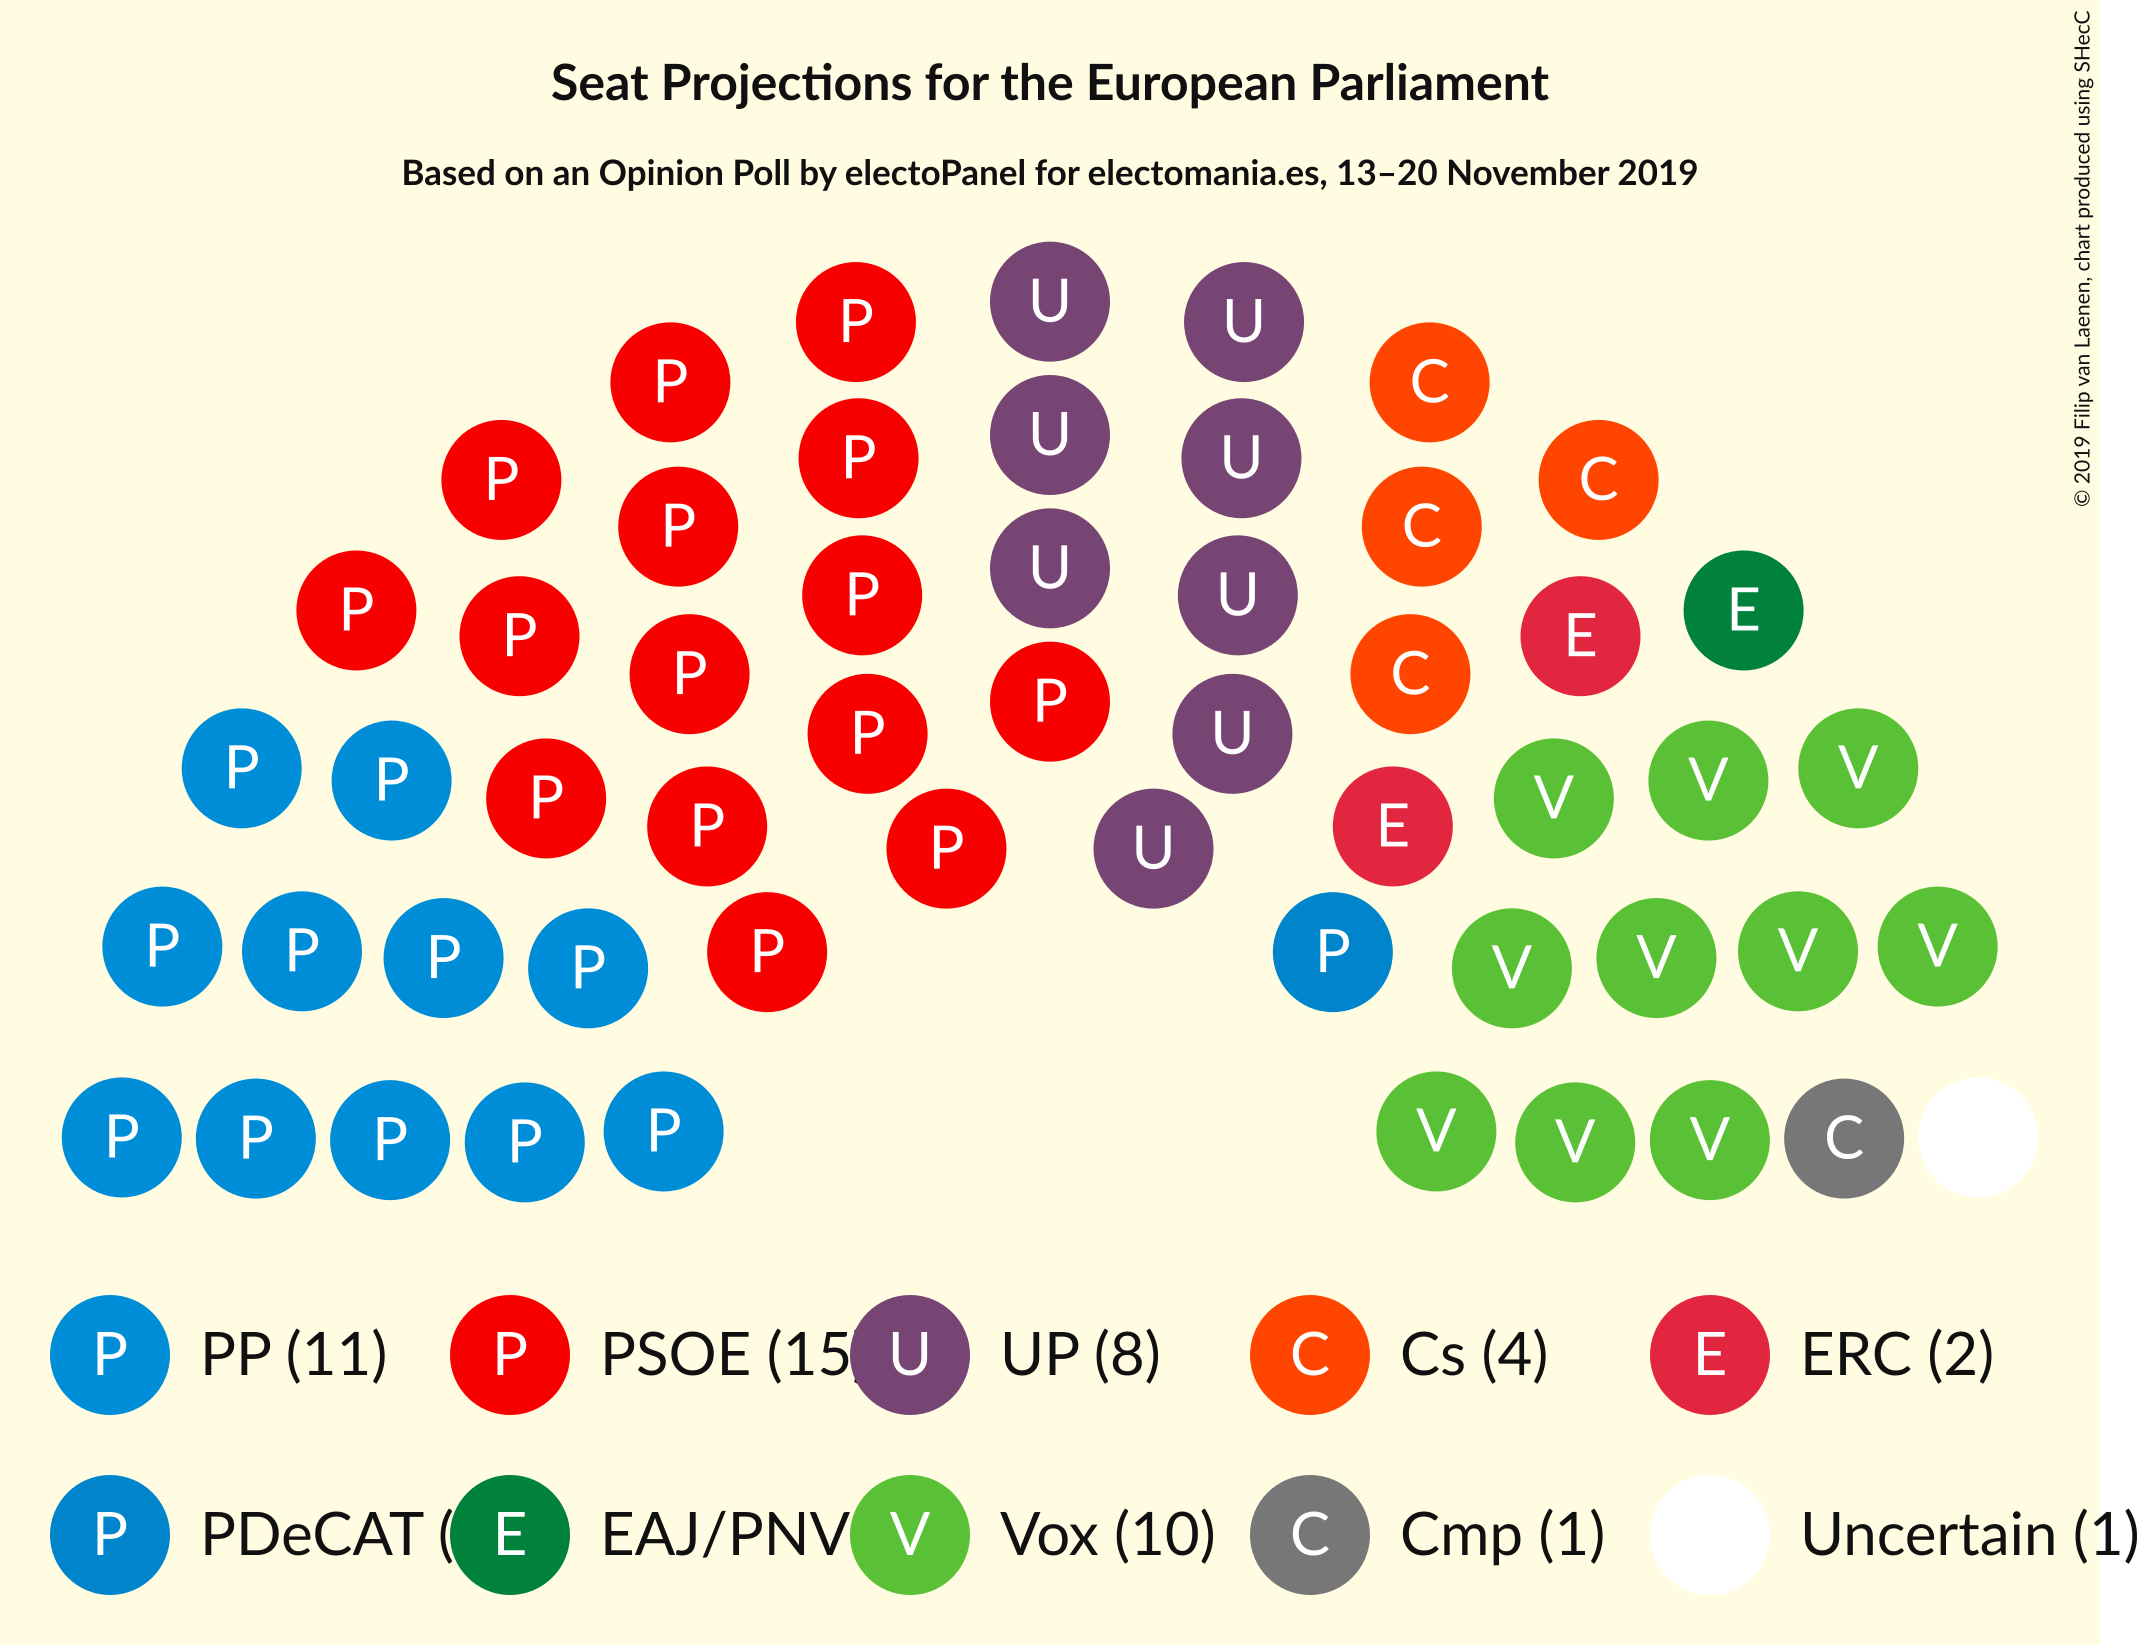 Seat Projections for the European Parliament
Based on an Opinion Poll by electoPanel for electomania.es, 13–20 November 2019
© 2019 Filip van Laenen, chart produced using SHecC
U
P U
P C
U
P U
P C
P C
U
P U
P E E
P P C
P
P U
P P V V V
P P E
P U
P P P P P P V V V V
P P P P P V V V C
P PP (11) P PSOE (15 U UP (8) C Cs (4) E ERC (2)
P PDeCAT ( E EAJ/PNV V Vox (10) C Cmp (1) Uncertain (1)